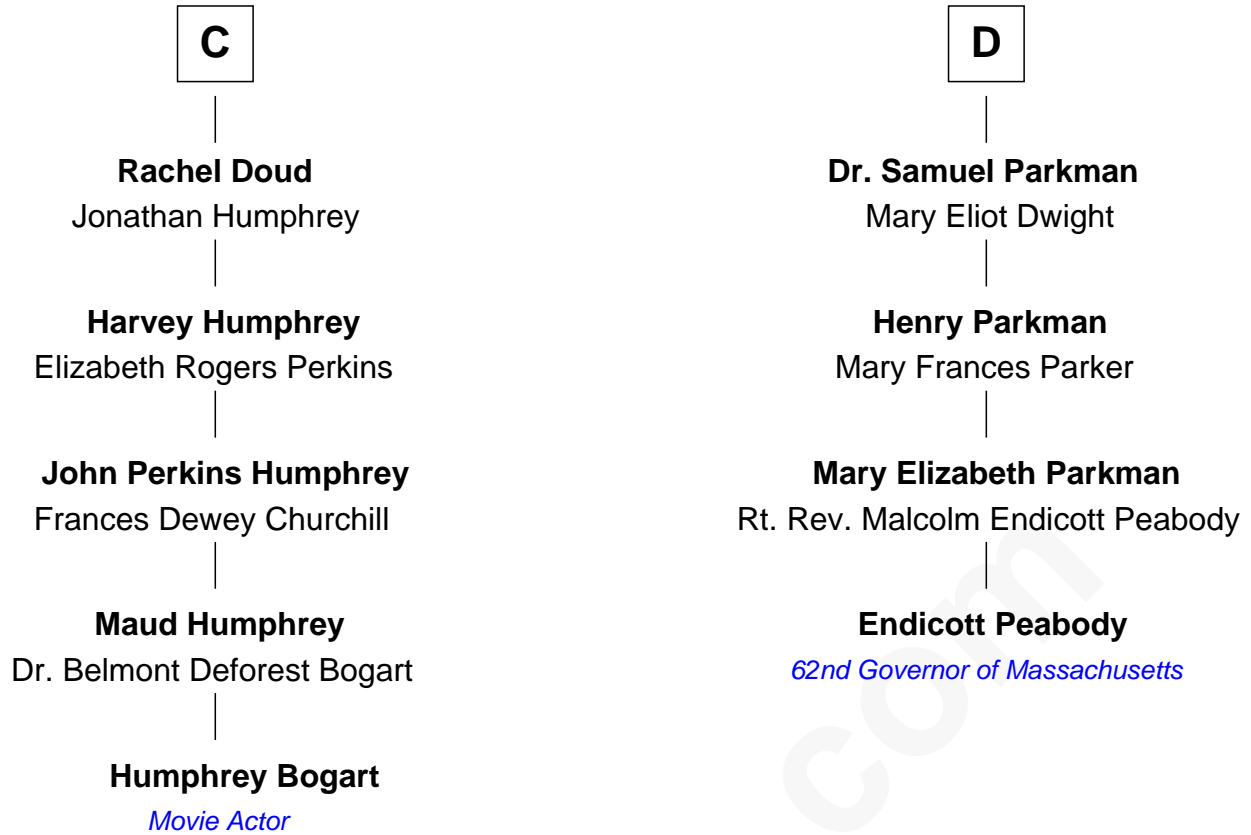 C
Rachel Doud
Jonathan Humphrey
Harvey Humphrey
Elizabeth Rogers Perkins
John Perkins Humphrey
Frances Dewey Churchill
Maud Humphrey
Dr. Belmont Deforest Bogart
Humphrey Bogart
Movie Actor
D
Dr. Samuel Parkman
Mary Eliot Dwight
Henry Parkman
Mary Frances Parker
Mary Elizabeth Parkman
Rt. Rev. Malcolm Endicott Peabody
Endicott Peabody
62nd Governor of Massachusetts
com